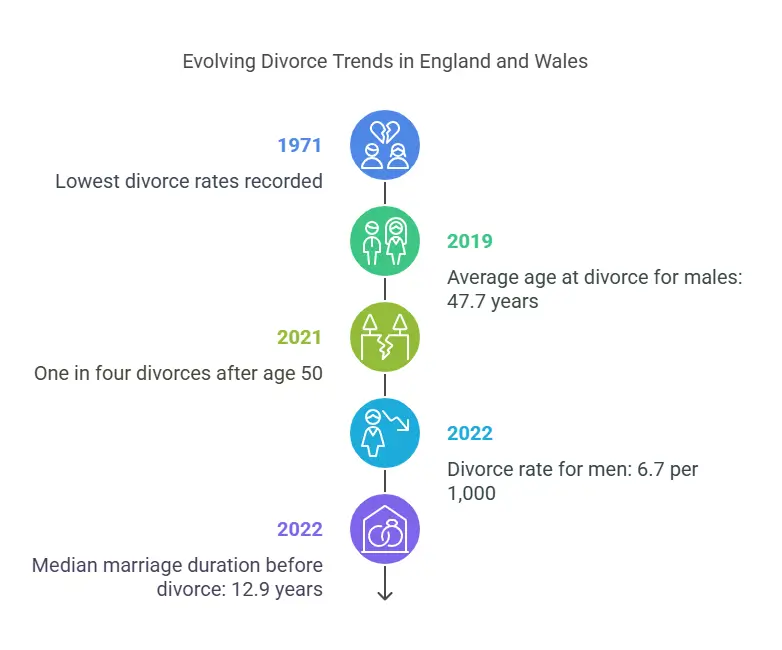 Evolving Divorce Trends in England and Wales
1971
Lowest divorce rates recorded
2019
Average age at divorce for males:
47.7 years
2021
One in four divorces after age 50
2022
Divorce rate for men: 6.7 per
1,000
2022
Median marriage duration before
divorce: 12.9 years